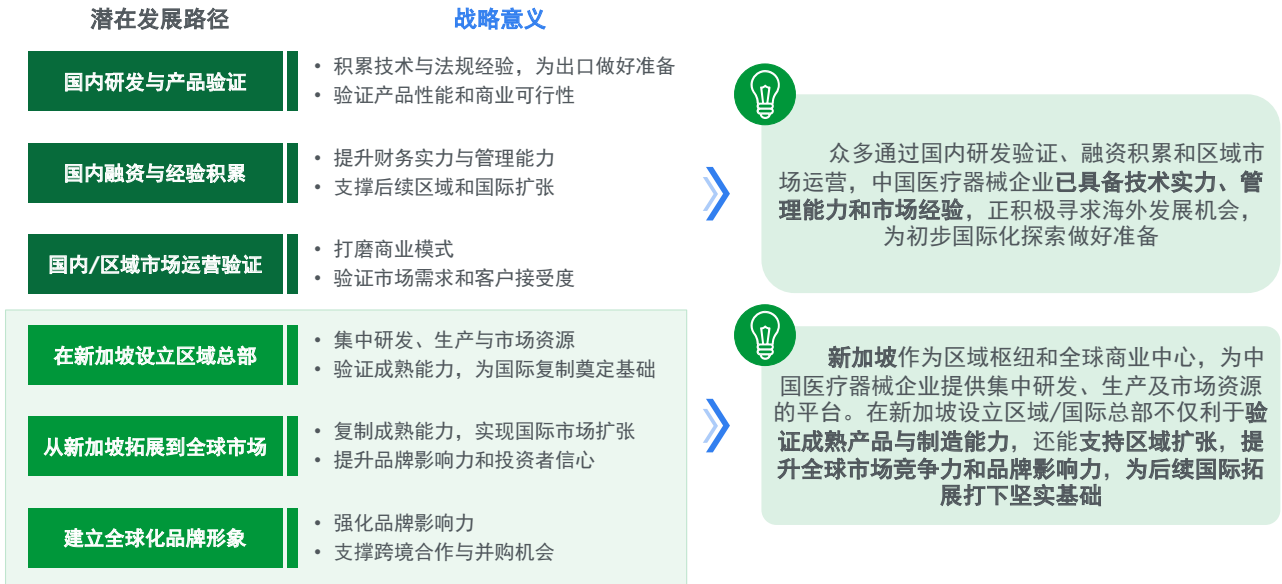 潜在发展路径
战略意义
国内研发与产品验证
• 积累技术与法规经验，为出口做好准备
• 验证产品性能和商业可行性
国内融资与经验积累
• 提升财务实力与管理能力
• 支撑后续区域和国际扩张
国内/区域市场运营验证
• 打磨商业模式
• 验证市场需求和客户接受度
在新加坡设立区域总部
• 集中研发、生产与市场资源
• 验证成熟能力，为国际复制奠定基础
从新加坡拓展到全球市场
• 复制成熟能力，实现国际市场扩张
• 提升品牌影响力和投资者信心
建立全球化品牌形象
• 强化品牌影响力
• 支撑跨境合作与并购机会
众多通过国内研发验证、融资积累和区域市
场运营，中国医疗器械企业已具备技术实力、管
理能力和市场经验，正积极寻求海外发展机会，
为初步国际化探索做好准备
新加坡作为区域枢纽和全球商业中心，为中
国医疗器械企业提供集中研发、生产及市场资源
的平台。在新加坡设立区域/国际总部不仅利于验
证成熟产品与制造能力，还能支持区域扩张，提
升全球市场竞争力和品牌影响力，为后续国际拓
展打下坚实基础